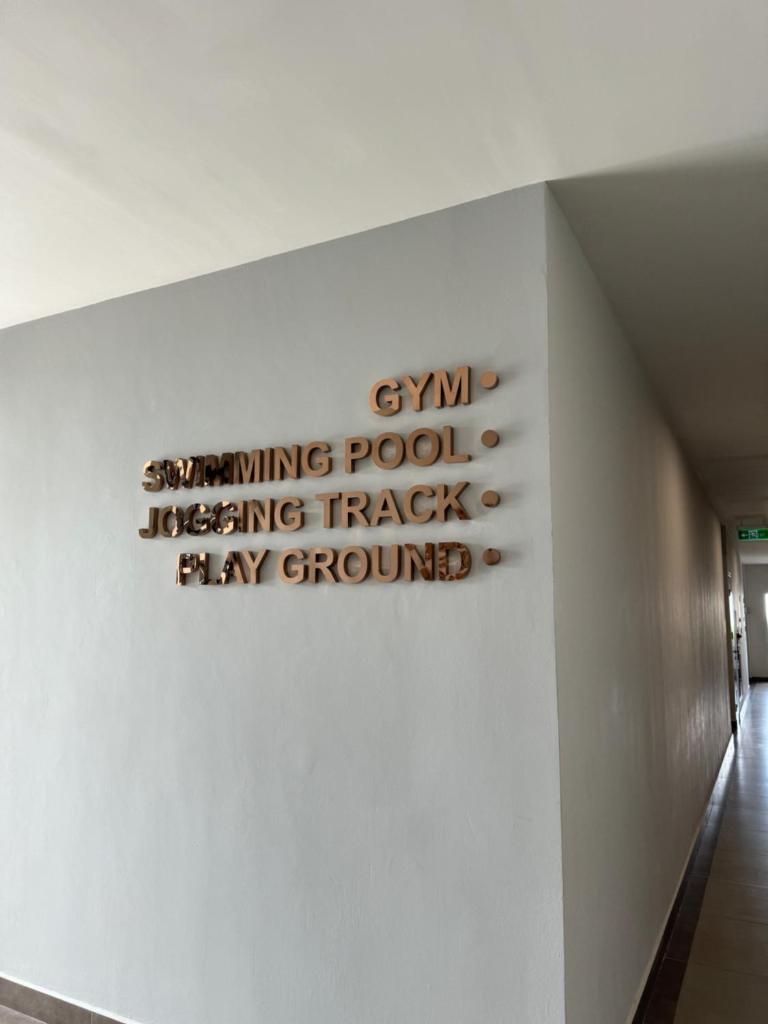 GYM •
SWIMMING POOL •
JOGGING TRACK •
PLAY GROUND •